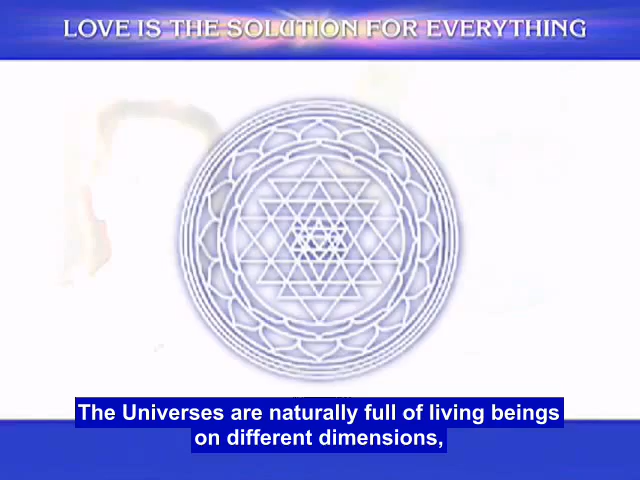 LOVE IS THE SOLUTION FOR EVERYTHING
The Universes are naturally full of living beings
on different dimensions,